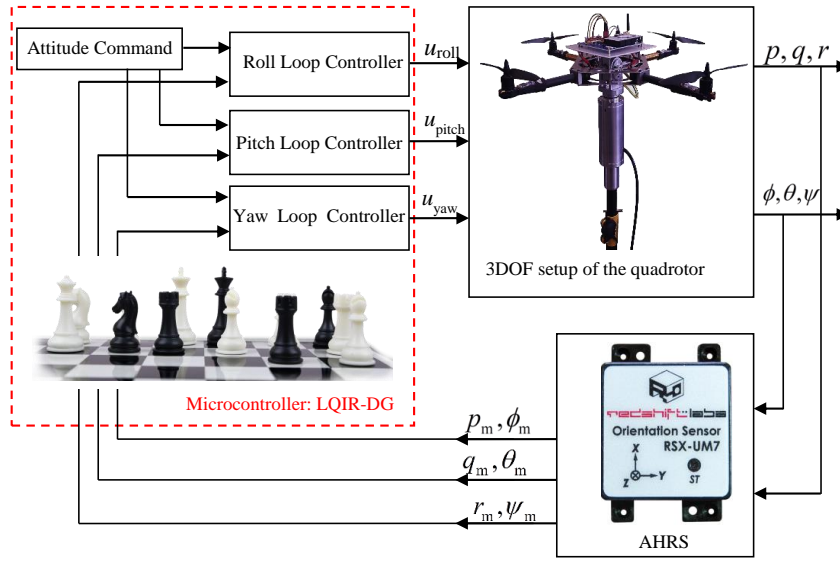 Attitude Command
Roll Loop Controller
Pitch Loop Controller
Yaw Loop Controller
u_roll
u_pitch
u_yaw
p, q, r
ϕ, θ, ψ
3DOF setup of the quadrotor
Microcontroller: LQIR-DG
p_m, ϕ_m
q_m, θ_m
r_m, ψ_m
redshift labs
Orientation Sensor
RSX-UM7
X
Y
Z
ST
AHRS